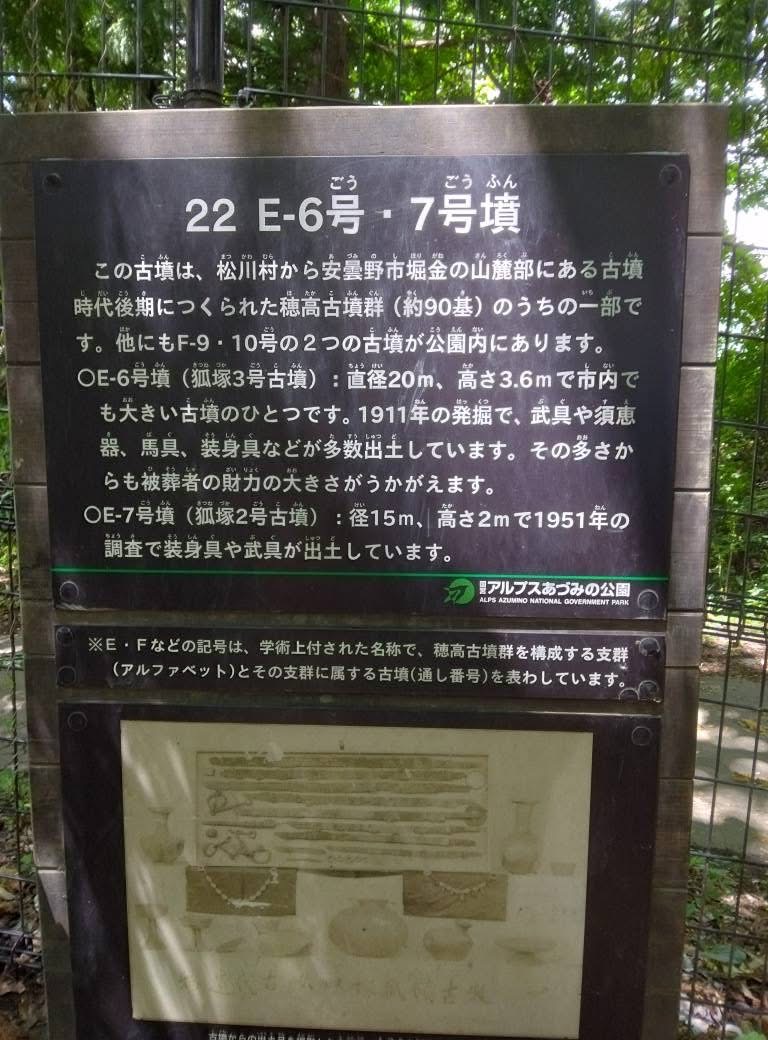 22 E-6号・7号墳
この古墳は、松川村から安曇野市堀金の山麓部にある古墳
時代後期につくられた穂高古墳群（約90基）のうちの一部で
す。他にもF-9・10号の２つの古墳が公園内にあります。
○E-6号墳（狐塚3号古墳）：直径20m、高さ3.6mで市内で
も大きい古墳のひとつです。1911年の発掘で、武具や須恵
器、馬具、装身具などが多数出土しています。その多さか
らも被葬者の財力の大きさがうかがえます。
○E-7号墳（狐塚2号古墳）：径15m、高さ2mで1951年の
調査で装身具や武具が出土しています。
国営アルプスあづみの公園
ALPS AZUMINO NATIONAL GOVERNMENT PARK
※E・Fなどの記号は、学術上付された名称で、穂高古墳群を構成する支群
（アルファベット）とその支群に属する古墳（通し番号）を表わしています。